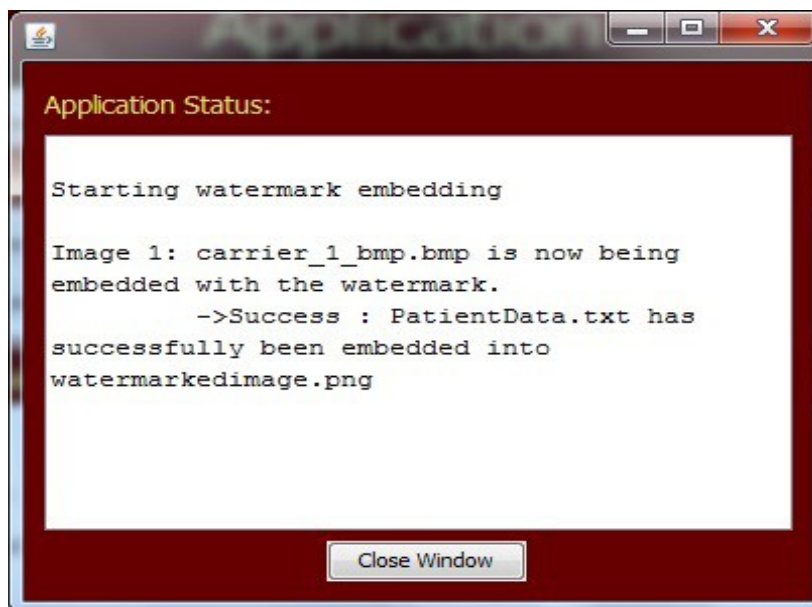 Application
Application Status:
Starting watermark embedding
Image 1: carrier_1_bmp.bmp is now being
embedded with the watermark.
->Success : PatientData.txt has
successfully been embedded into
watermarkedimage.png
Close Window